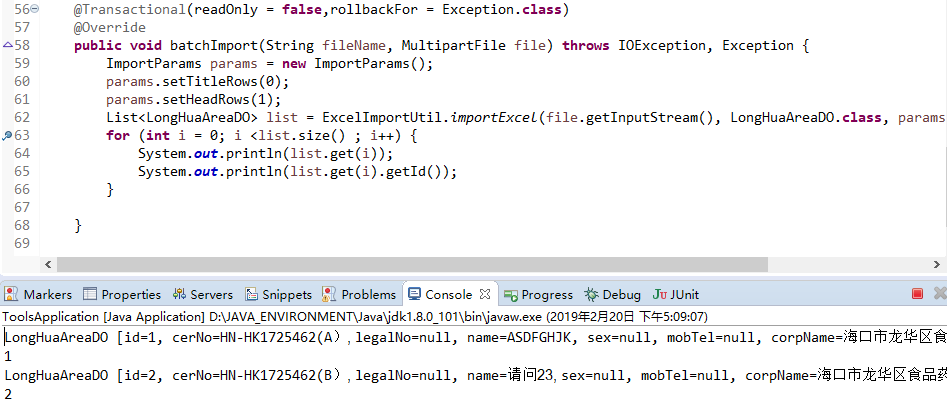 56 @Transactional(readOnly = false,rollbackFor = Exception.class)
57 @Override
58 public void batchImport(String fileName, MultipartFile file) throws IOException, Exception {
59 ImportParams params = new ImportParams();
60 params.setTitleRows(0);
61 params.setHeadRows(1);
62 List<LongHuaAreaDO> list = ExcelImportUtil.importExcel(file.getInputStream(), LongHuaAreaDO.class, params
63 for (int i = 0; i <list.size() ; i++) {
64 System.out.println(list.get(i));
65 System.out.println(list.get(i).getId());
66 }
67
68 }
69
Markers Properties Servers Snippets Problems Console Progress Debug JUnit
ToolsApplication [Java Application] D:\JAVA_ENVIRONMENT\Java\jdk1.8.0_101\bin\javaw.exe (2019年2月20日 下午5:09:07)
LongHuaAreaDO [id=1, cerNo=HN-HK1725462(A）, legalNo=null, name=ASDFGHJK, sex=null, mobTel=null, corpName=海口市龙华区食
1
LongHuaAreaDO [id=2, cerNo=HN-HK1725462(B）, legalNo=null, name=请问23, sex=null, mobTel=null, corpName=海口市龙华区食品药
2